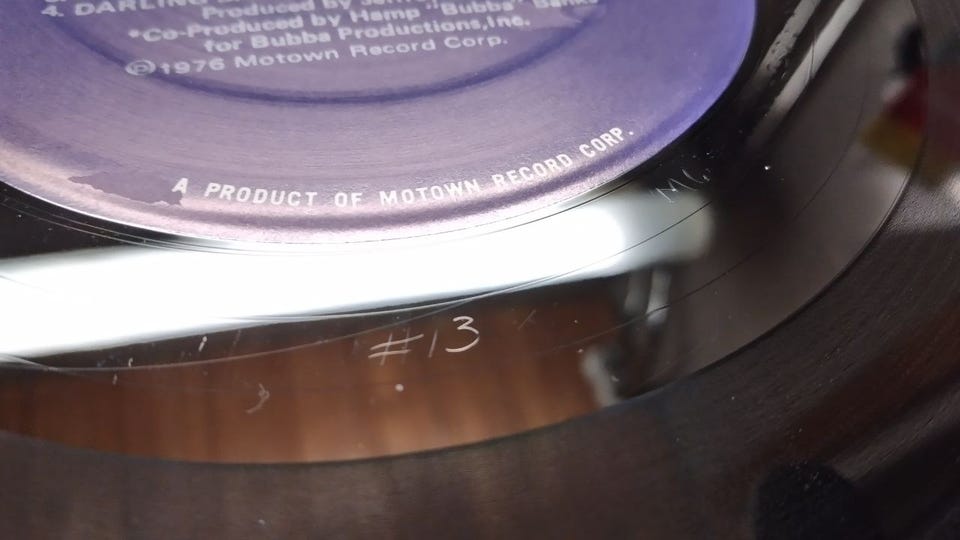 4. DARLING
Produced by
*Co-Produced by Hamp "Bubba" Banks
for Bubba Productions, Inc.
℗1976 Motown Record Corp.
A PRODUCT OF MOTOWN RECORD CORP.
#13